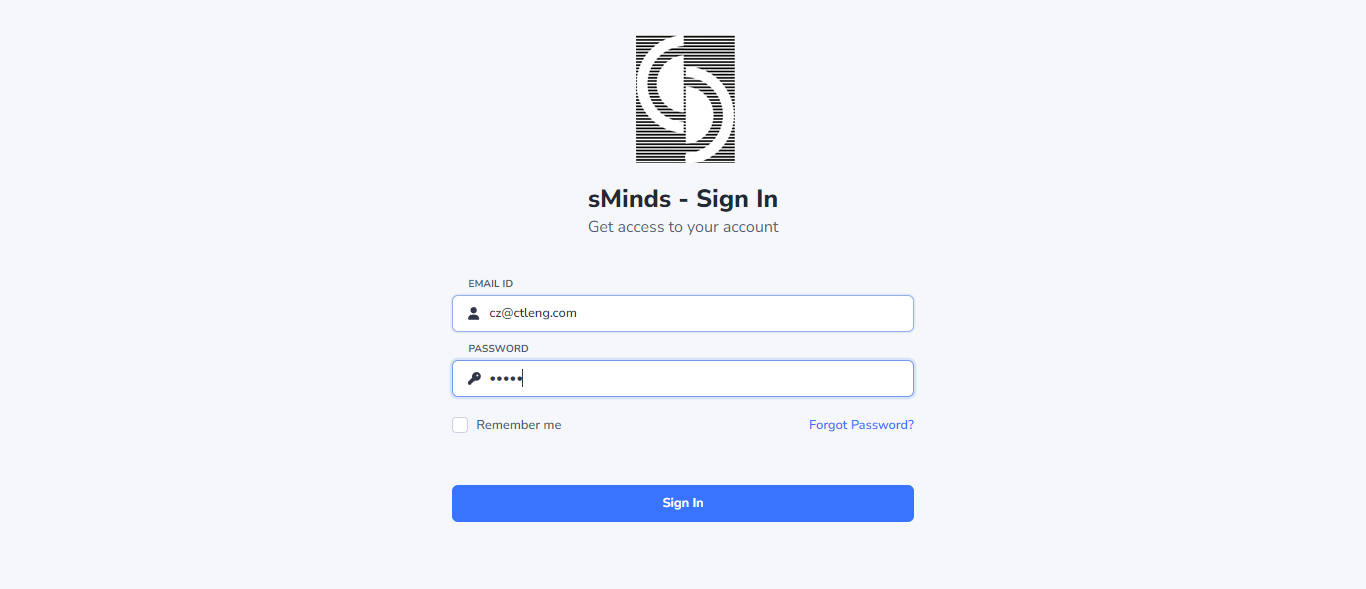 sMinds - Sign In
Get access to your account
EMAIL ID
cz@ctleng.com
PASSWORD
•••••
Remember me
Forgot Password?
Sign In